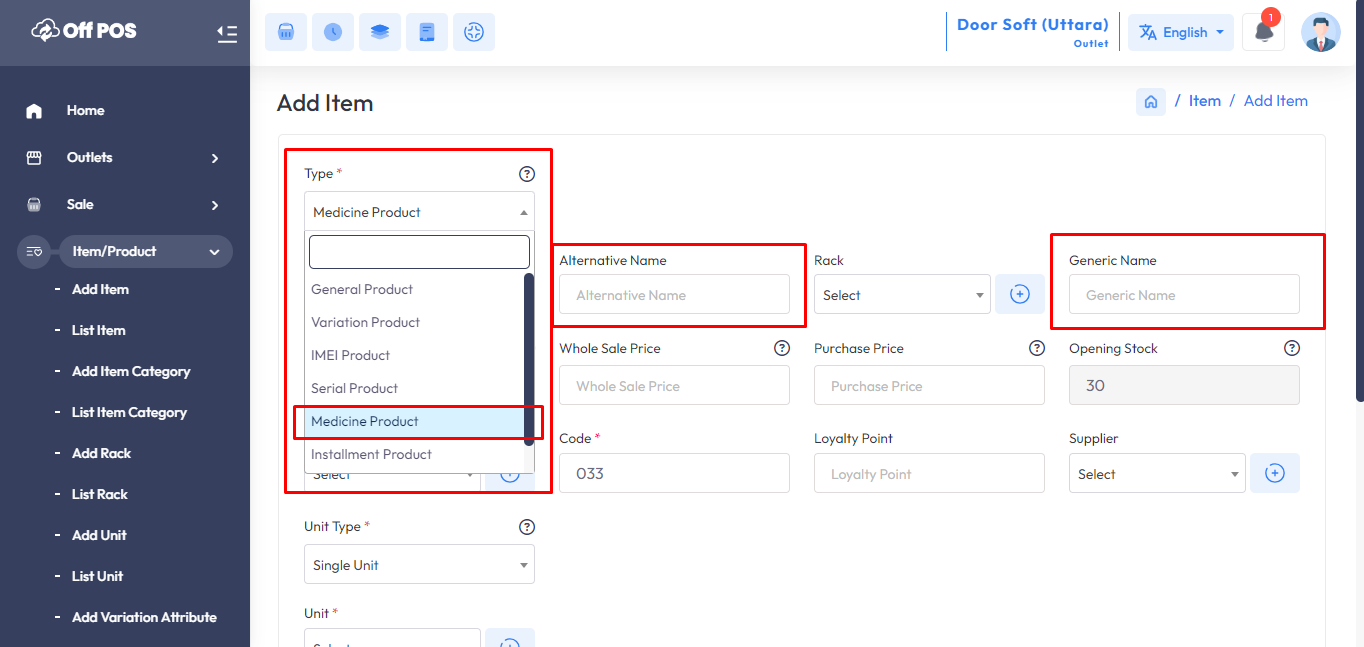 Off POS
Door Soft (Uttara)
Outlet
English
1
Home
Outlets
Sale
Item/Product
- Add Item
- List Item
- Add Item Category
- List Item Category
- Add Rack
- List Rack
- Add Unit
- List Unit
- Add Variation Attribute
Add Item
/ Item / Add Item
Type *
?
Medicine Product
General Product
Variation Product
IMEI Product
Serial Product
Medicine Product
Installment Product
Select
Alternative Name
Alternative Name
Rack
Select
Generic Name
Generic Name
Whole Sale Price
?
Whole Sale Price
Purchase Price
?
Purchase Price
Opening Stock
?
30
Code *
033
Loyalty Point
Loyalty Point
Supplier
Select
Unit Type *
?
Single Unit
Unit *
Select